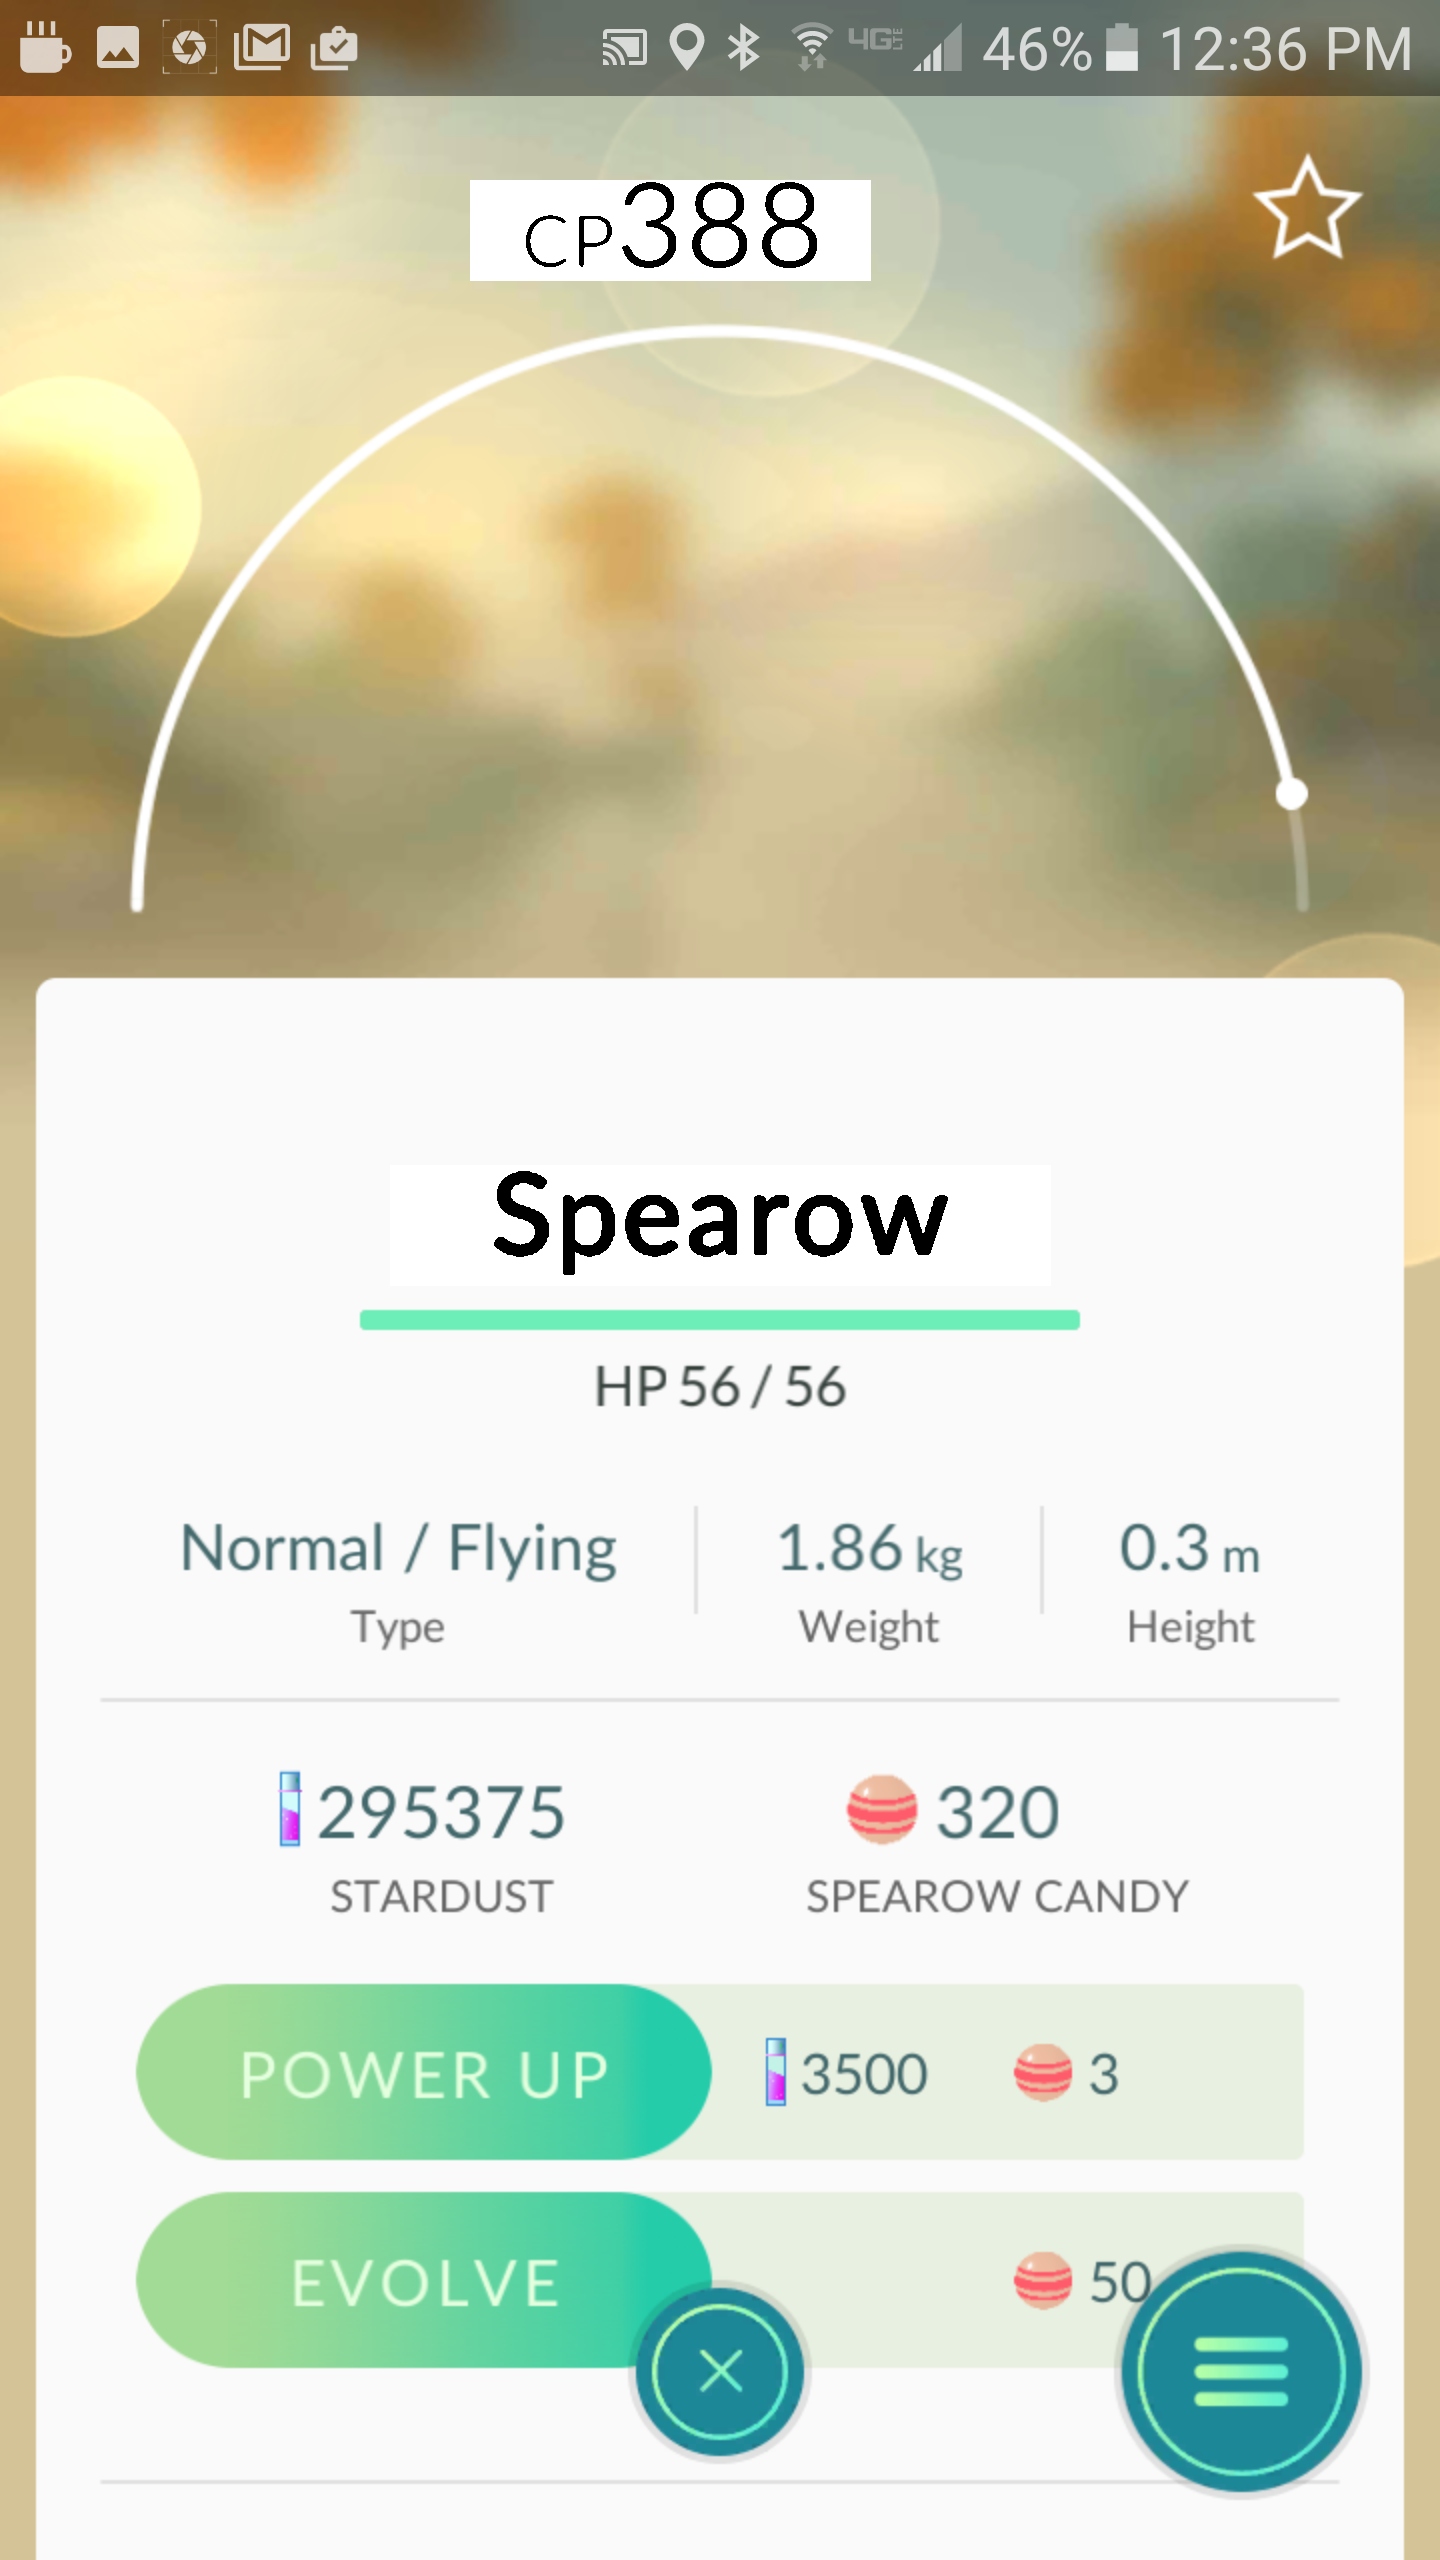 4G LTE 46% 12:36 PM
CP388
Spearow
HP 56 / 56
Normal / Flying 1.86 kg 0.3 m
Type Weight Height
295375 320
STARDUST SPEAROW CANDY
POWER UP 3500 3
EVOLVE 50